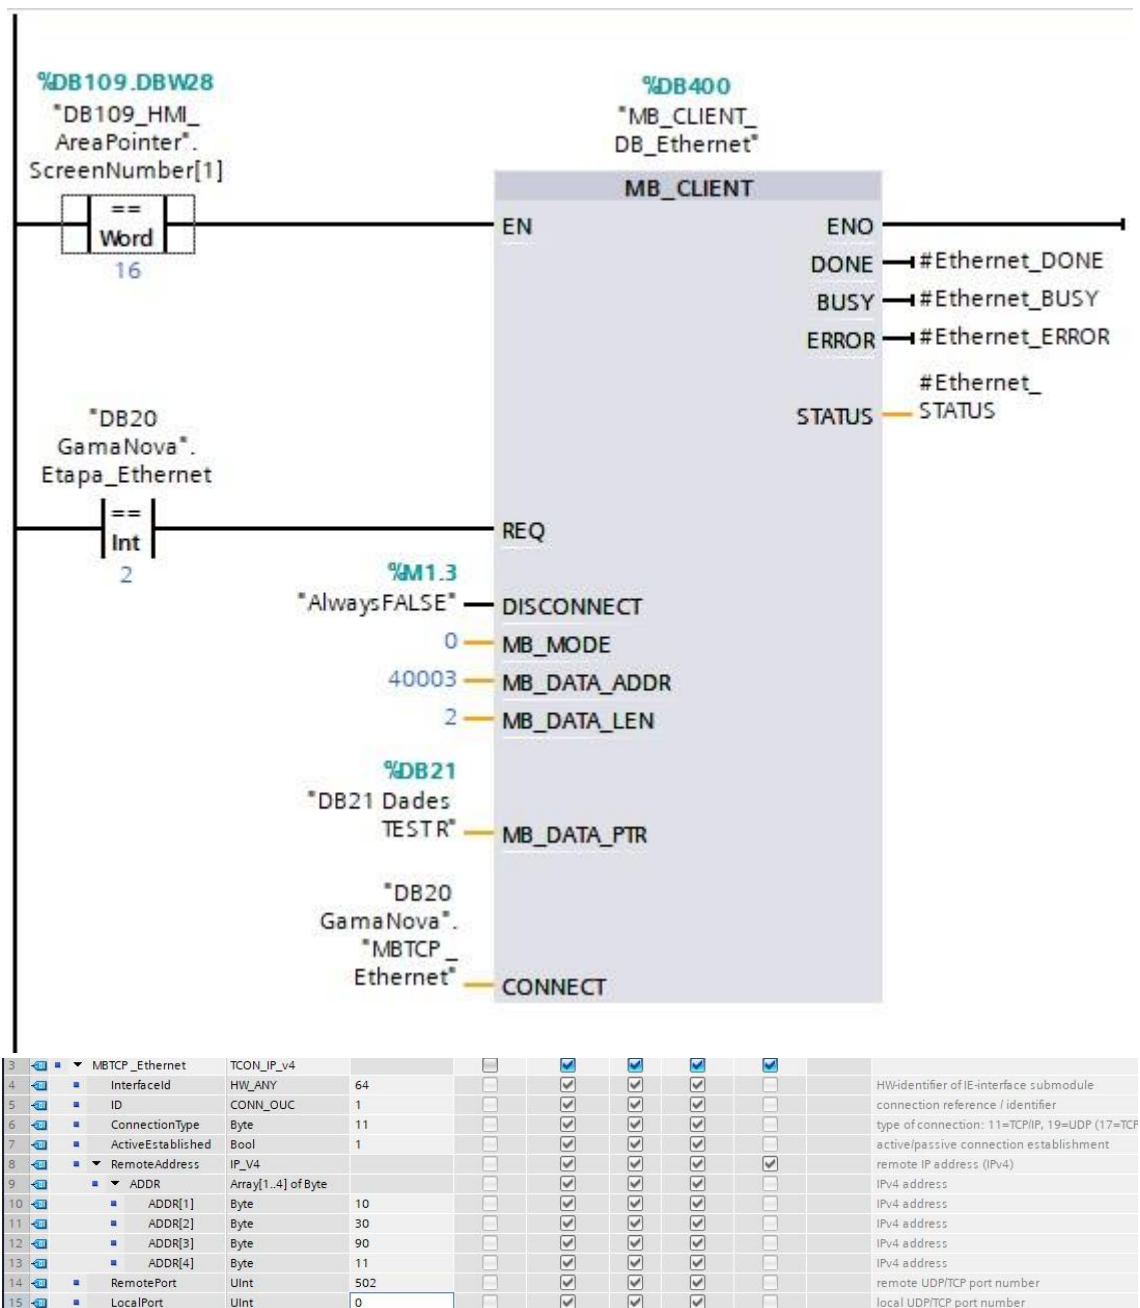 %DB109.DBW28
"DB109_HMI_
AreaPointer".
ScreenNumber[1]
==
Word
16
%DB400
"MB_CLIENT_
DB_Ethernet"
MB_CLIENT
EN
ENO
DONE
#Ethernet_DONE
BUSY
#Ethernet_BUSY
ERROR
#Ethernet_ERROR
#Ethernet_
STATUS
STATUS
"DB20
GamaNova".
Etapa_Ethernet
==
Int
2
REQ
%M1.3
"AlwaysFALSE"
DISCONNECT
0
MB_MODE
40003
MB_DATA_ADDR
2
MB_DATA_LEN
%DB21
"DB21 Dades
TESTR"
MB_DATA_PTR
"DB20
GamaNova".
"MBTCP_
Ethernet"
CONNECT
3 MBTCP_Ethernet TCON_IP_v4
4 InterfaceId HW_ANY 64 HW-identifier of IE-interface submodule
5 ID CONN_OUC 1 connection reference / identifier
6 ConnectionType Byte 11 type of connection: 11=TCP/IP, 19=UDP (17=TCP
7 ActiveEstablished Bool 1 active/passive connection establishment
8 RemoteAddress IP_V4 remote IP address (IPv4)
9 ADDR Array[1..4] of Byte IPv4 address
10 ADDR[1] Byte 10 IPv4 address
11 ADDR[2] Byte 30 IPv4 address
12 ADDR[3] Byte 90 IPv4 address
13 ADDR[4] Byte 11 IPv4 address
14 RemotePort UInt 502 remote UDP/TCP port number
15 LocalPort UInt 0 local UDP/TCP port number